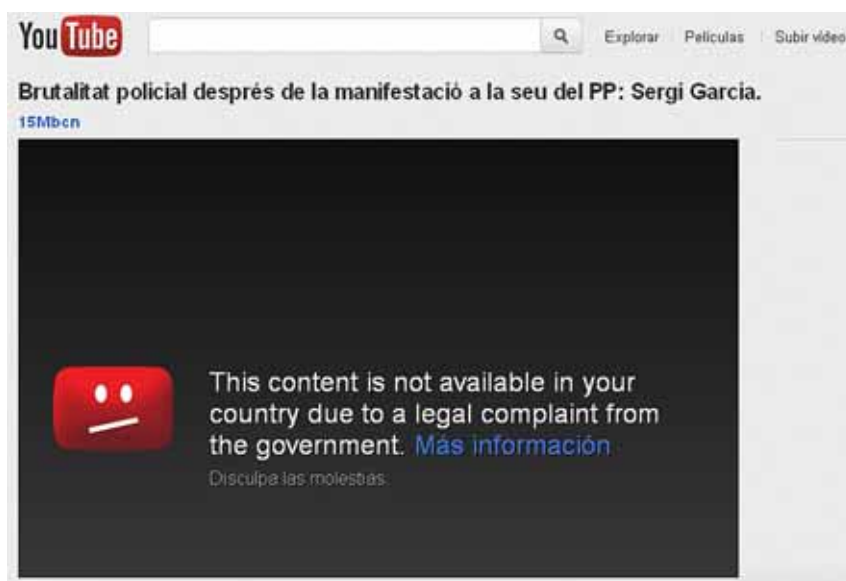 YouTube
Explorar Películas Subir vídeo
Brutalitat policial després de la manifestació a la seu del PP: Sergi Garcia.
15Mbcn
This content is not available in your
country due to a legal complaint from
the government. Más información
Disculpa las molestias.